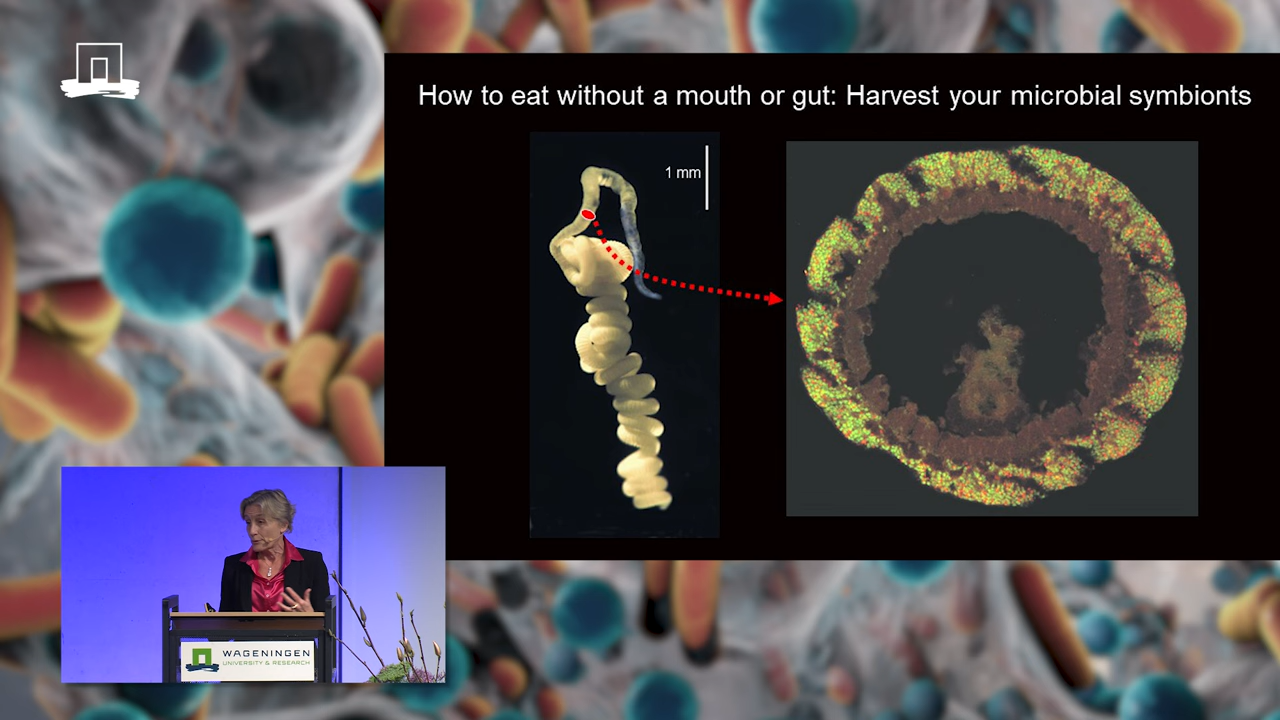 How to eat without a mouth or gut: Harvest your microbial symbionts
1 mm
WAGENINGEN
UNIVERSITY & RESEARCH